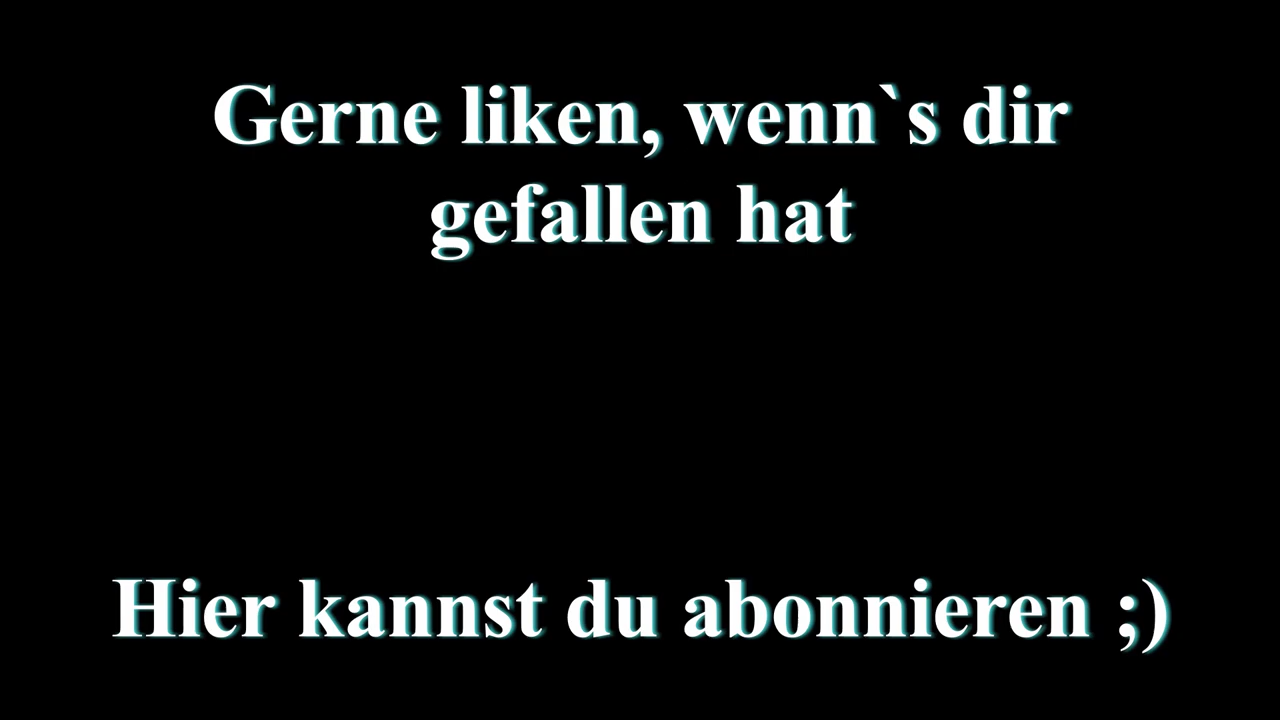 Gerne liken, wenn`s dir
gefallen hat
Hier kannst du abonnieren ;)